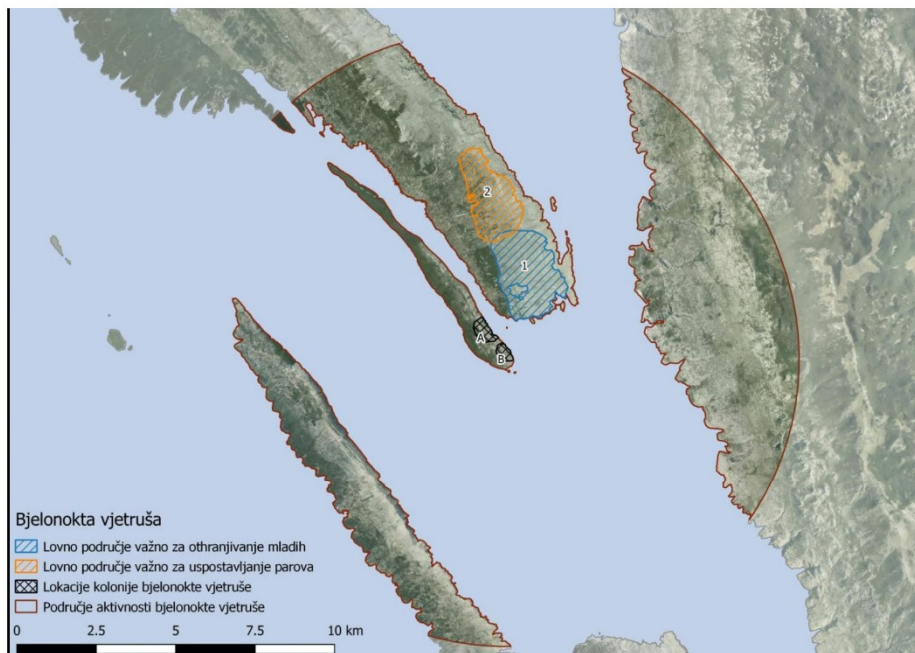 2
1
A
B
Bjelonokta vjetruša
Lovno područje važno za othranjivanje mladih
Lovno područje važno za uspostavljanje parova
Lokacije kolonije bjelonokte vjetruše
Područje aktivnosti bjelonokte vjetruše
0 2.5 5 7.5 10 km